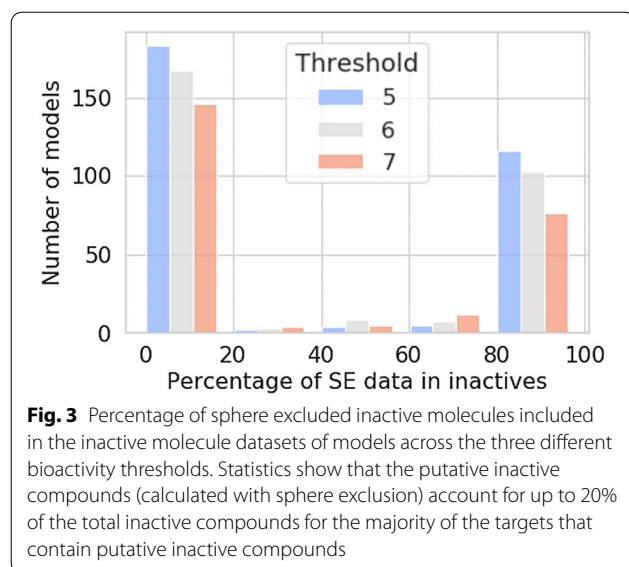 Threshold
5
6
7
150
100
50
0
Number of models
0 20 40 60 80 100
Percentage of SE data in inactives
Fig. 3 Percentage of sphere excluded inactive molecules included
in the inactive molecule datasets of models across the three different
bioactivity thresholds. Statistics show that the putative inactive
compounds (calculated with sphere exclusion) account for up to 20%
of the total inactive compounds for the majority of the targets that
contain putative inactive compounds